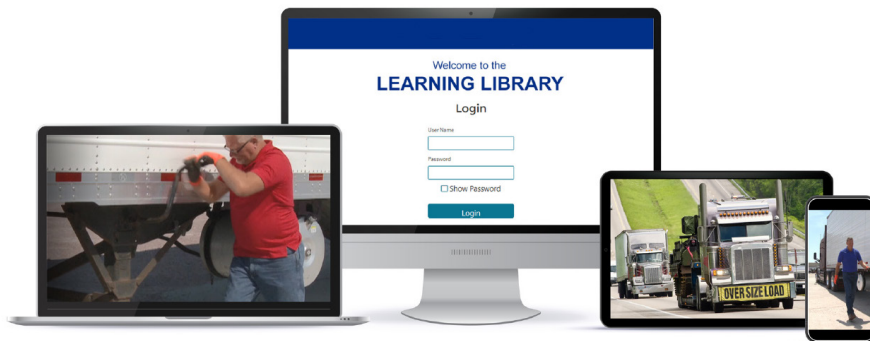 Welcome to the
LEARNING LIBRARY
Login
User Name
Password
Show Password
Login
OVERSIZE LOAD